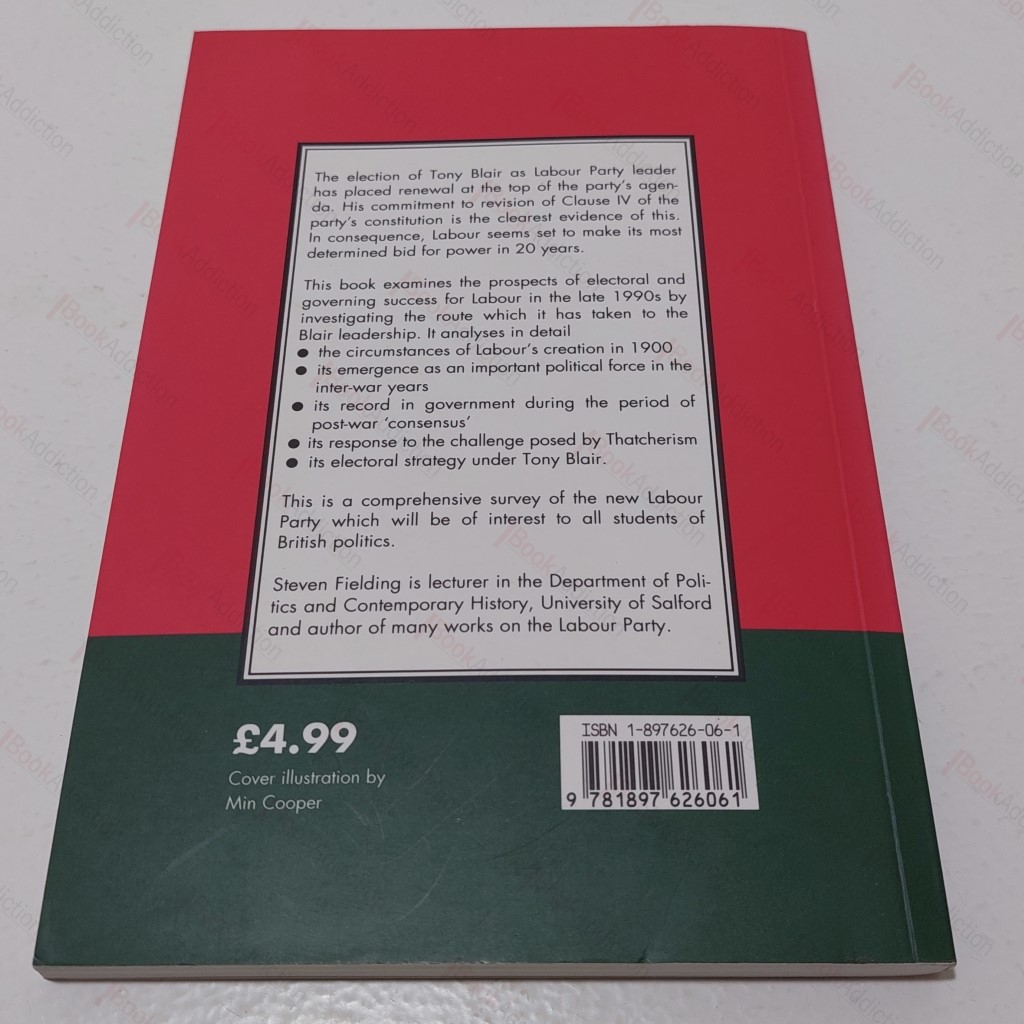 The election of Tony Blair as Labour Party leader
has placed renewal at the top of the party's agen-
da. His commitment to revision of Clause IV of the
party's constitution is the clearest evidence of this.
In consequence, Labour seems set to make its most
determined bid for power in 20 years.
This book examines the prospects of electoral and
governing success for Labour in the late 1990s by
investigating the route which it has taken to the
Blair leadership. It analyses in detail
● the circumstances of Labour's creation in 1900
● its emergence as an important political force in the
inter-war years
● its record in government during the period of
post-war 'consensus'
● its response to the challenge posed by Thatcherism
● its electoral strategy under Tony Blair.
This is a comprehensive survey of the new Labour
Party which will be of interest to all students of
British politics.
Steven Fielding is lecturer in the Department of Poli-
tics and Contemporary History, University of Salford
and author of many works on the Labour Party.
£4.99
Cover illustration by
Min Cooper
ISBN 1-897626-06-1
9 781897 626061
BookAddiction